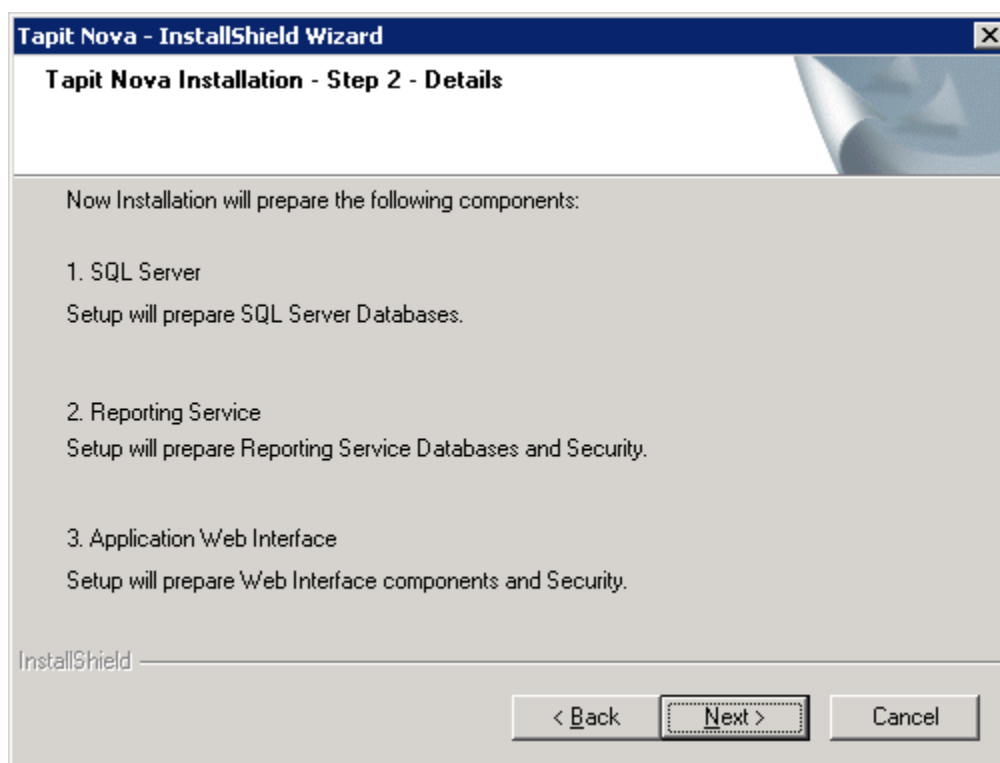 Tapit Nova - InstallShield Wizard
Tapit Nova Installation - Step 2 - Details
Now Installation will prepare the following components:
1. SQL Server
Setup will prepare SQL Server Databases.
2. Reporting Service
Setup will prepare Reporting Service Databases and Security.
3. Application Web Interface
Setup will prepare Web Interface components and Security.
InstallShield
< Back Next > Cancel